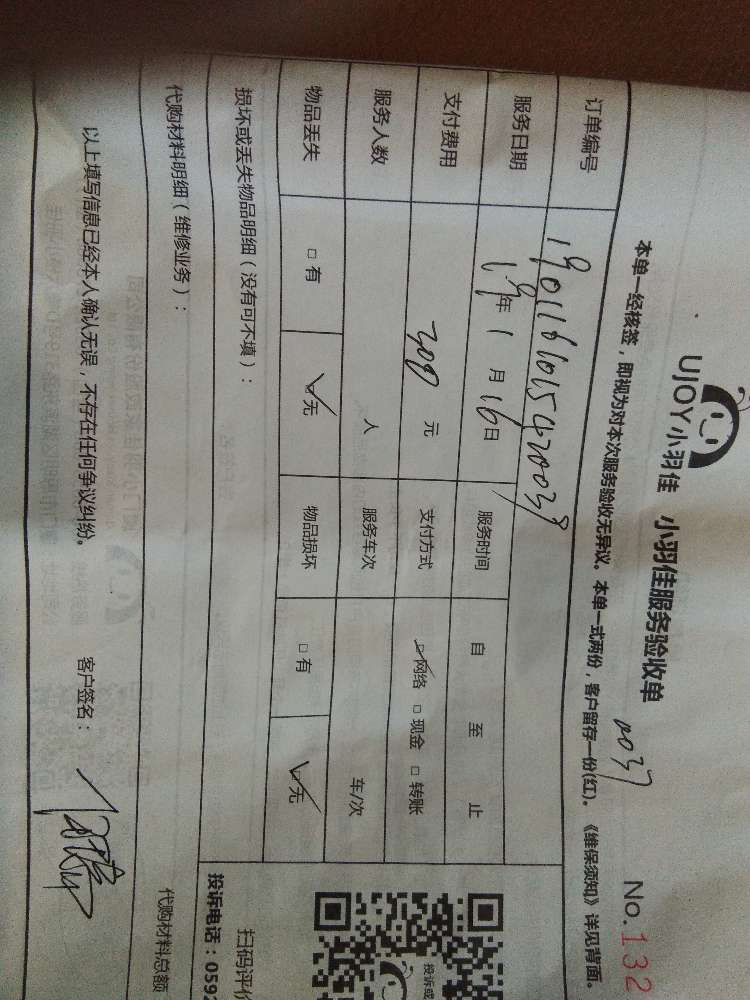 UJOY小羽佳 小羽佳服务验收单
0037
No.132
本单一经核签，即视为对本次服务验收无异议。本单一式两份，客户留存一份(红)。《维保须知》详见背面。
订单编号 1901161015420037
服务日期 19年1月16日 服务时间 自 至 止
支付费用 200 元 支付方式 ☑网络 □现金 □转账
服务人数 人 服务车次 车/次
物品丢失 □有 ☑无 物品损坏 □有 ☑无
损坏或丢失物品明细（没有可不填）：
投诉或
扫码评价
投诉电话：0592
代购材料明细（维修业务）：
代购材料总额
以上填写信息已经本人确认无误，不存在任何争议纠纷。 客户签名：